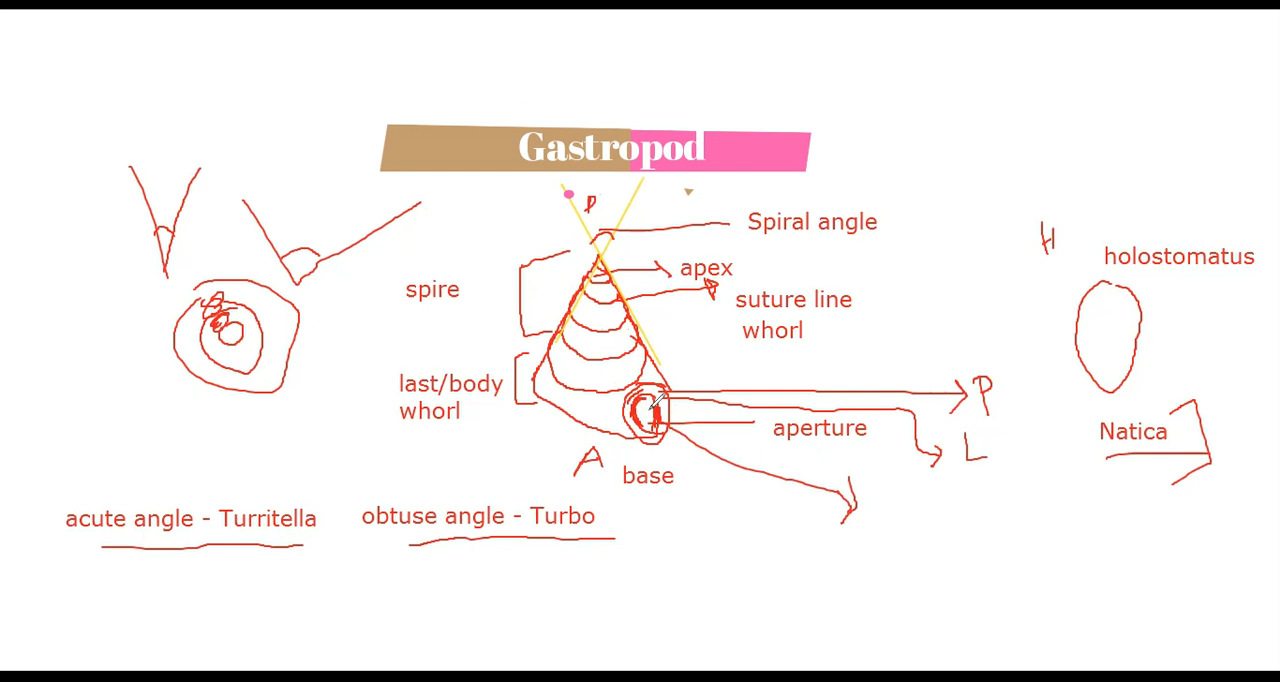 Gastropod
P
Spiral angle
H
holostomatus
apex
spire
suture line
whorl
last/body
whorl
P
aperture
Natica
L
A
base
acute angle - Turritella
obtuse angle - Turbo